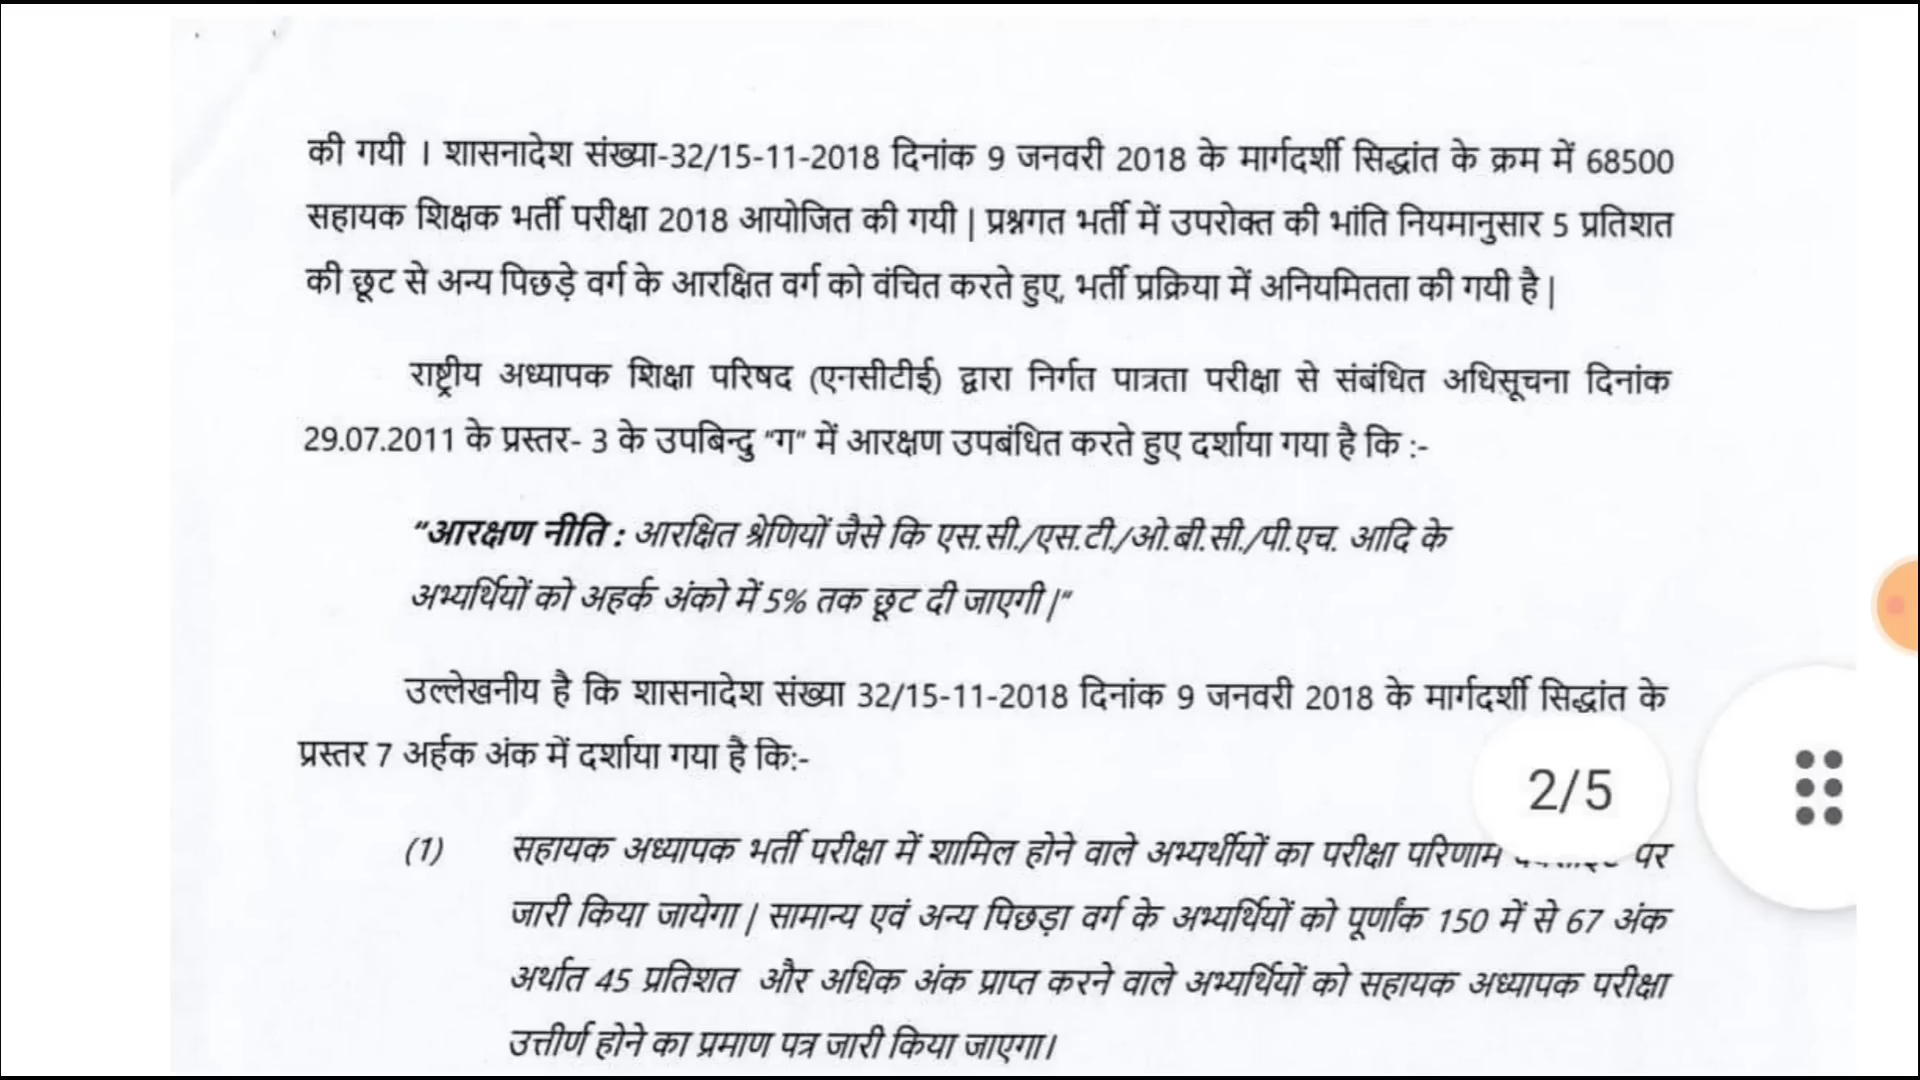 की गयी । शासनादेश संख्या-32/15-11-2018 दिनांक 9 जनवरी 2018 के मार्गदर्शी सिद्धांत के क्रम में 68500
सहायक शिक्षक भर्ती परीक्षा 2018 आयोजित की गयी | प्रश्नगत भर्ती में उपरोक्त की भांति नियमानुसार 5 प्रतिशत
की छूट से अन्य पिछड़े वर्ग के आरक्षित वर्ग को वंचित करते हुए, भर्ती प्रक्रिया में अनियमितता की गयी है |
राष्ट्रीय अध्यापक शिक्षा परिषद (एनसीटीई) द्वारा निर्गत पात्रता परीक्षा से संबंधित अधिसूचना दिनांक
29.07.2011 के प्रस्तर- 3 के उपबिन्दु "ग" में आरक्षण उपबंधित करते हुए दर्शाया गया है कि :-
"आरक्षण नीति : आरक्षित श्रेणियों जैसे कि एस.सी./एस.टी./ओ.बी.सी./पी.एच. आदि के
अभ्यर्थियों को अहर्क अंको में 5% तक छूट दी जाएगी |"
उल्लेखनीय है कि शासनादेश संख्या 32/15-11-2018 दिनांक 9 जनवरी 2018 के मार्गदर्शी सिद्धांत के
प्रस्तर 7 अर्हक अंक में दर्शाया गया है कि:-
2/5
(1) सहायक अध्यापक भर्ती परीक्षा में शामिल होने वाले अभ्यर्थीयों का परीक्षा परिणाम पर
जारी किया जायेगा | सामान्य एवं अन्य पिछड़ा वर्ग के अभ्यर्थियों को पूर्णांक 150 में से 67 अंक
अर्थात 45 प्रतिशत और अधिक अंक प्राप्त करने वाले अभ्यर्थियों को सहायक अध्यापक परीक्षा
उत्तीर्ण होने का प्रमाण पत्र जारी किया जाएगा।